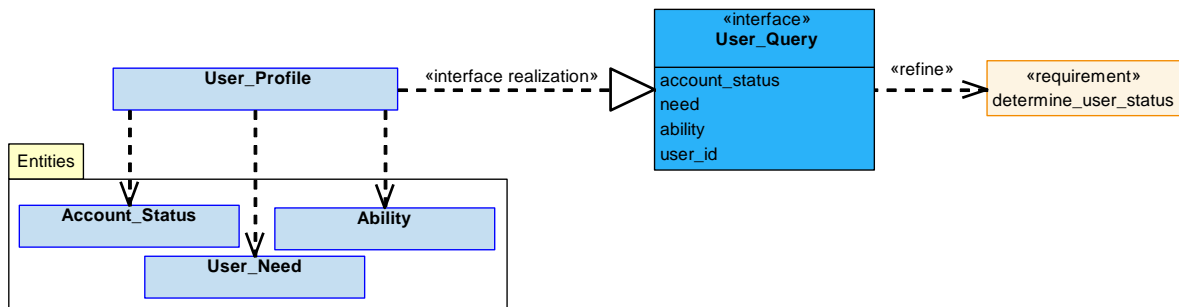 «interface»
User_Query
account_status
need
ability
user_id
User_Profile
«interface realization»
«refine»
«requirement»
determine_user_status
Entities
Account_Status
Ability
User_Need